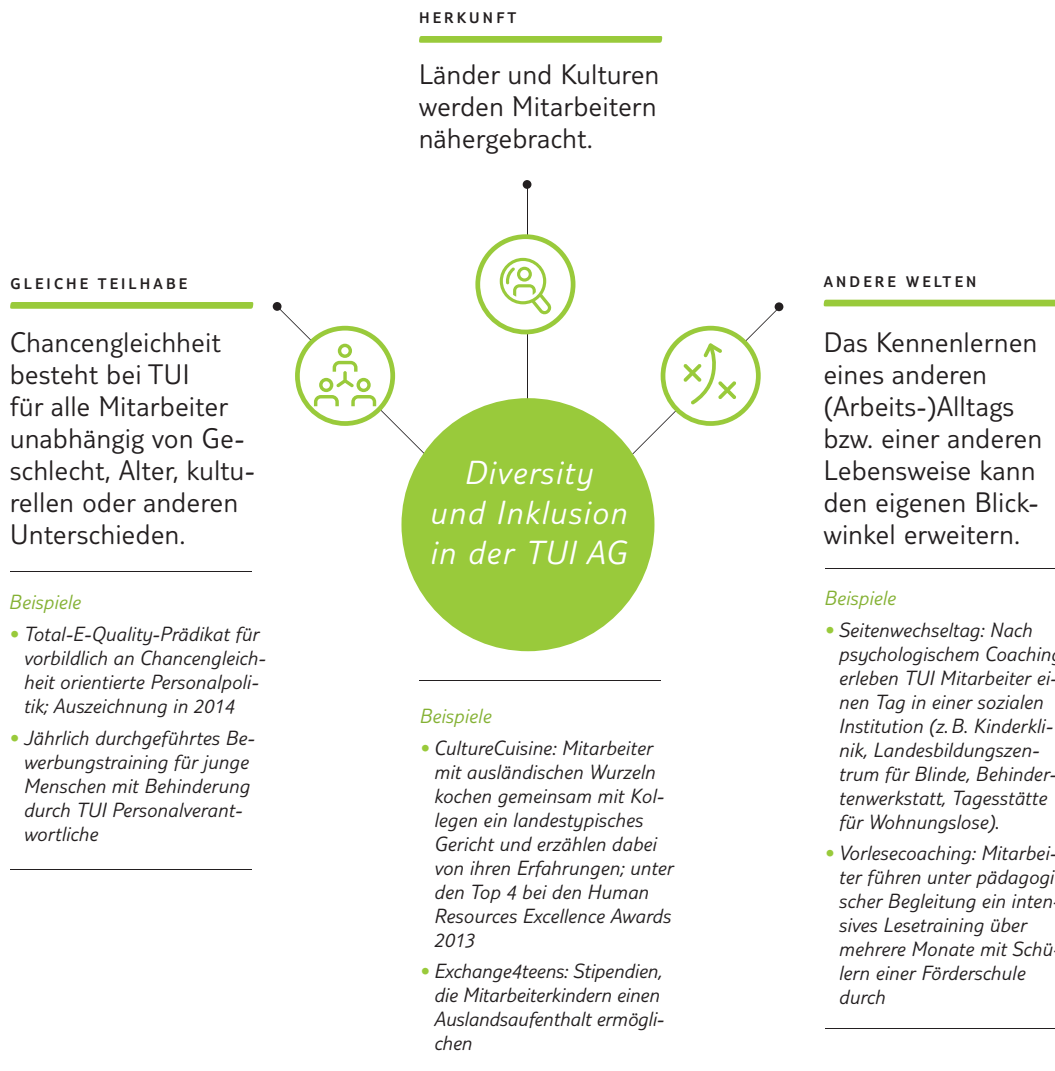 HERKUNFT
Länder und Kulturen
werden Mitarbeitern
nähergebracht.
GLEICHE TEILHABE
Chancengleichheit
besteht bei TUI
für alle Mitarbeiter
unabhängig von Ge-
schlecht, Alter, kultu-
rellen oder anderen
Unterschieden.
Beispiele
• Total-E-Quality-Prädikat für
vorbildlich an Chancengleich-
heit orientierte Personalpoli-
tik; Auszeichnung in 2014
• Jährlich durchgeführtes Be-
werbungstraining für junge
Menschen mit Behinderung
durch TUI Personalverant-
wortliche
Diversity
und Inklusion
in der TUI AG
Beispiele
• CultureCuisine: Mitarbeiter
mit ausländischen Wurzeln
kochen gemeinsam mit Kol-
legen ein landestypisches
Gericht und erzählen dabei
von ihren Erfahrungen; unter
den Top 4 bei den Human
Resources Excellence Awards
2013
• Exchange4teens: Stipendien,
die Mitarbeiterkindern einen
Auslandsaufenthalt ermögli-
chen
ANDERE WELTEN
Das Kennenlernen
eines anderen
(Arbeits-)Alltags
bzw. einer anderen
Lebensweise kann
den eigenen Blick-
winkel erweitern.
Beispiele
• Seitenwechseltag: Nach
psychologischem Coaching
erleben TUI Mitarbeiter ei-
nen Tag in einer sozialen
Institution (z. B. Kinderkli-
nik, Landesbildungszen-
trum für Blinde, Behinder-
tenwerkstatt, Tagesstätte
für Wohnungslose).
• Vorlesecoaching: Mitarbei-
ter führen unter pädagogi-
scher Begleitung ein inten-
sives Lesetraining über
mehrere Monate mit Schü-
lern einer Förderschule
durch